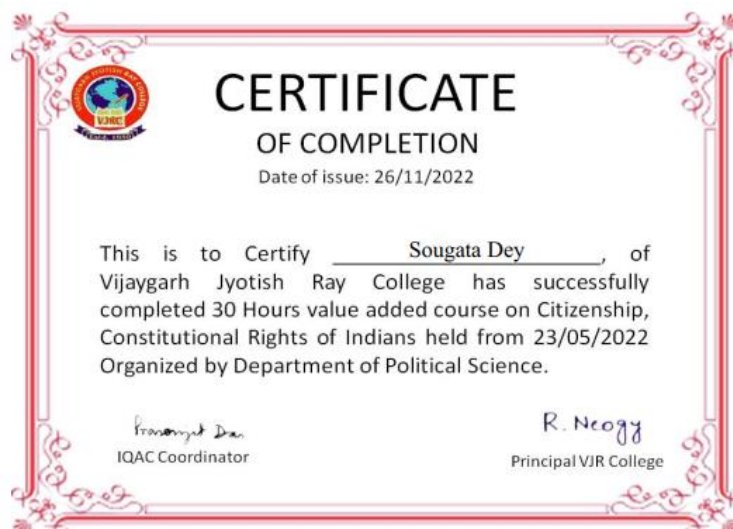 VJRC
CERTIFICATE
OF COMPLETION
Date of issue: 26/11/2022
This is to Certify Sougata Dey, of
Vijaygarh Jyotish Ray College has successfully
completed 30 Hours value added course on Citizenship,
Constitutional Rights of Indians held from 23/05/2022
Organized by Department of Political Science.
R. Neogy
IQAC Coordinator
Principal VJR College